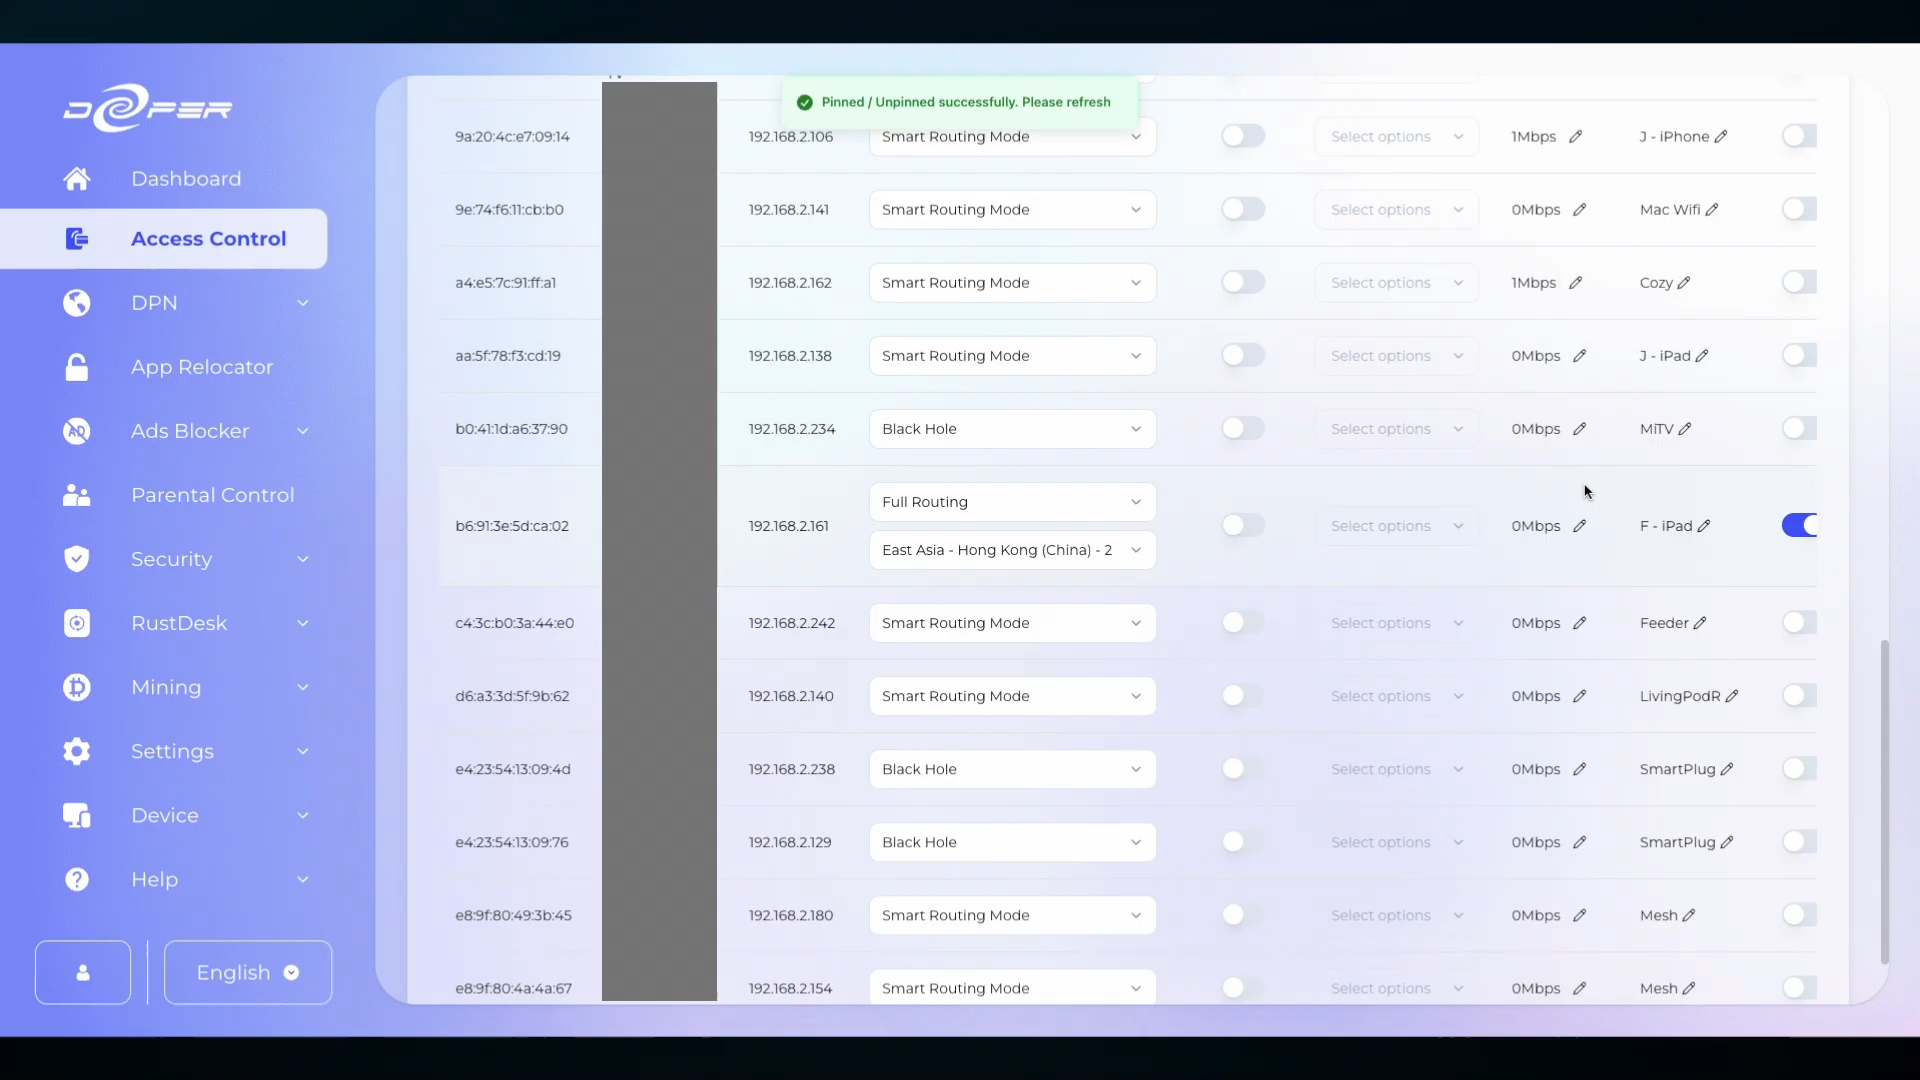 DEEPER
Pinned / Unpinned successfully. Please refresh
Dashboard
Access Control
DPN
App Relocator
Ads Blocker
Parental Control
Security
RustDesk
Mining
Settings
Device
Help
English
9a:20:4c:e7:09:14 192.168.2.106 Smart Routing Mode Select options 1Mbps J - iPhone
9e:74:f6:11:cb:b0 192.168.2.141 Smart Routing Mode Select options 0Mbps Mac Wifi
a4:e5:7c:91:ff:a1 192.168.2.162 Smart Routing Mode Select options 1Mbps Cozy
aa:5f:78:f3:cd:19 192.168.2.138 Smart Routing Mode Select options 0Mbps J - iPad
b0:41:1d:a6:37:90 192.168.2.234 Black Hole Select options 0Mbps MiTV
Full Routing
b6:91:3e:5d:ca:02 192.168.2.161 Select options 0Mbps F - iPad
East Asia - Hong Kong (China) - 2
c4:3c:b0:3a:44:e0 192.168.2.242 Smart Routing Mode Select options 0Mbps Feeder
d6:a3:3d:5f:9b:62 192.168.2.140 Smart Routing Mode Select options 0Mbps LivingPodR
e4:23:54:13:09:4d 192.168.2.238 Black Hole Select options 0Mbps SmartPlug
e4:23:54:13:09:76 192.168.2.129 Black Hole Select options 0Mbps SmartPlug
e8:9f:80:49:3b:45 192.168.2.180 Smart Routing Mode Select options 0Mbps Mesh
e8:9f:80:4a:4a:67 192.168.2.154 Smart Routing Mode Select options 0Mbps Mesh